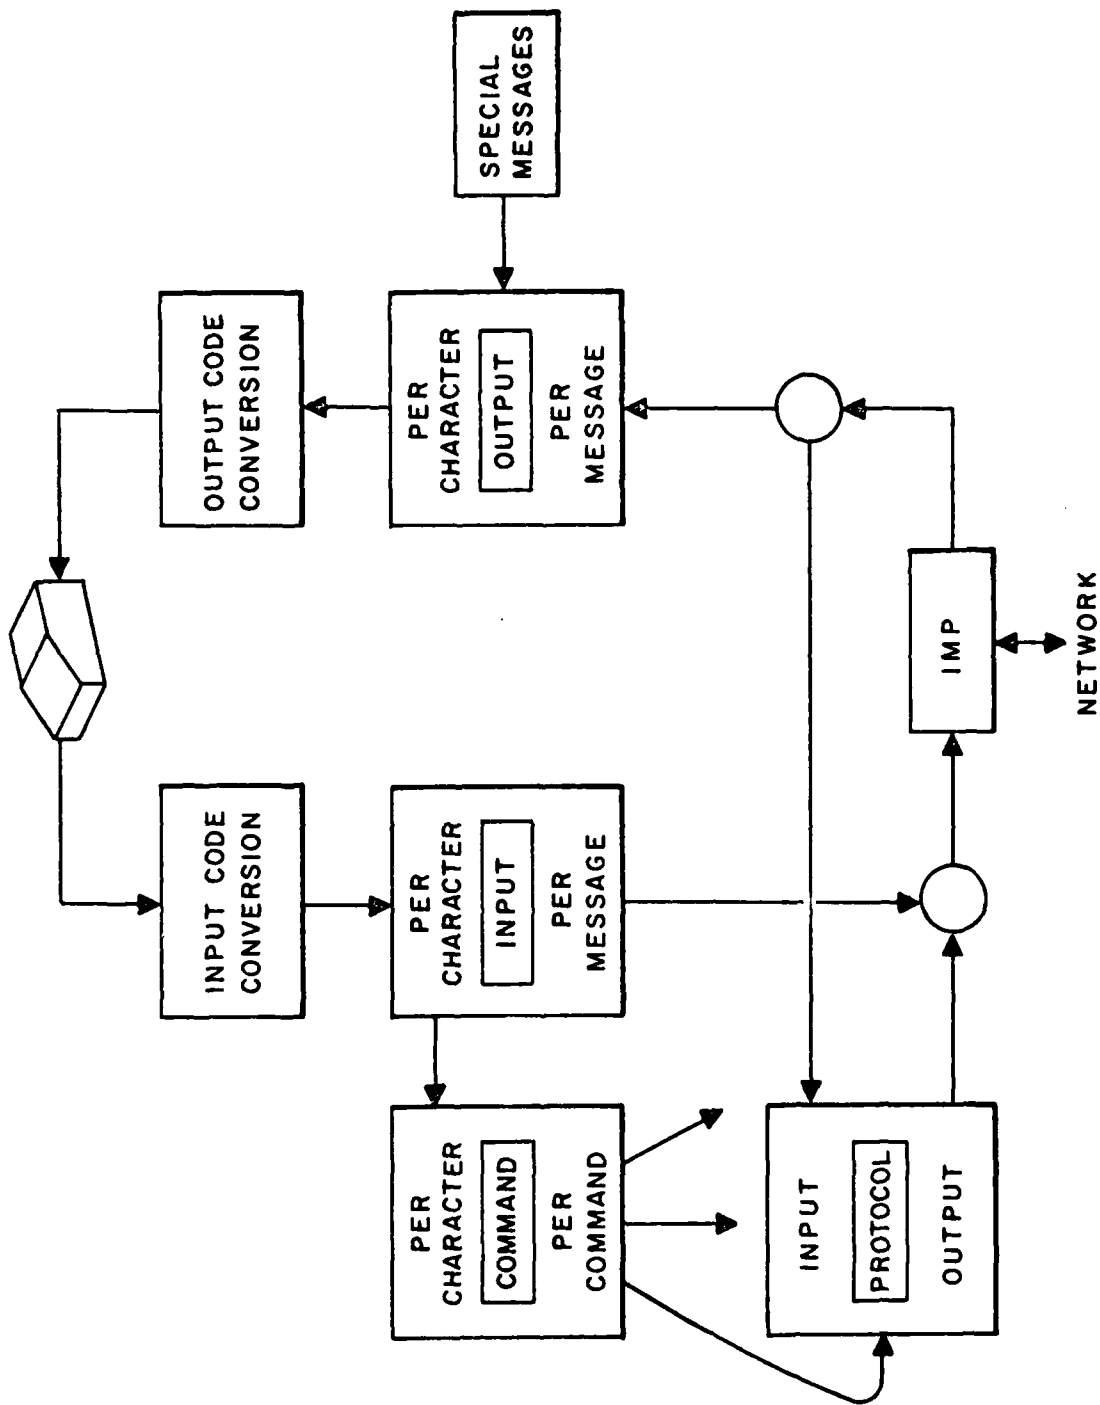 INPUT CODE
CONVERSION
OUTPUT CODE
CONVERSION
PER
CHARACTER
COMMAND
PER
COMMAND
PER
CHARACTER
INPUT
PER
MESSAGE
PER
CHARACTER
OUTPUT
PER
MESSAGE
SPECIAL
MESSAGES
INPUT
PROTOCOL
OUTPUT
IMP
NETWORK